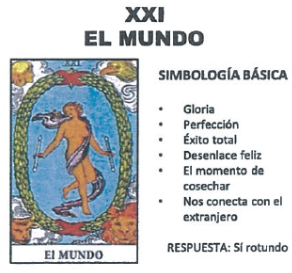 XXI
EL MUNDO
XXI
El MUNDO
SIMBOLOGÍA BÁSICA
• Gloria
• Perfección
• Éxito total
• Desenlace feliz
• El momento de
cosechar
• Nos conecta con el
extranjero
RESPUESTA: Sí rotundo